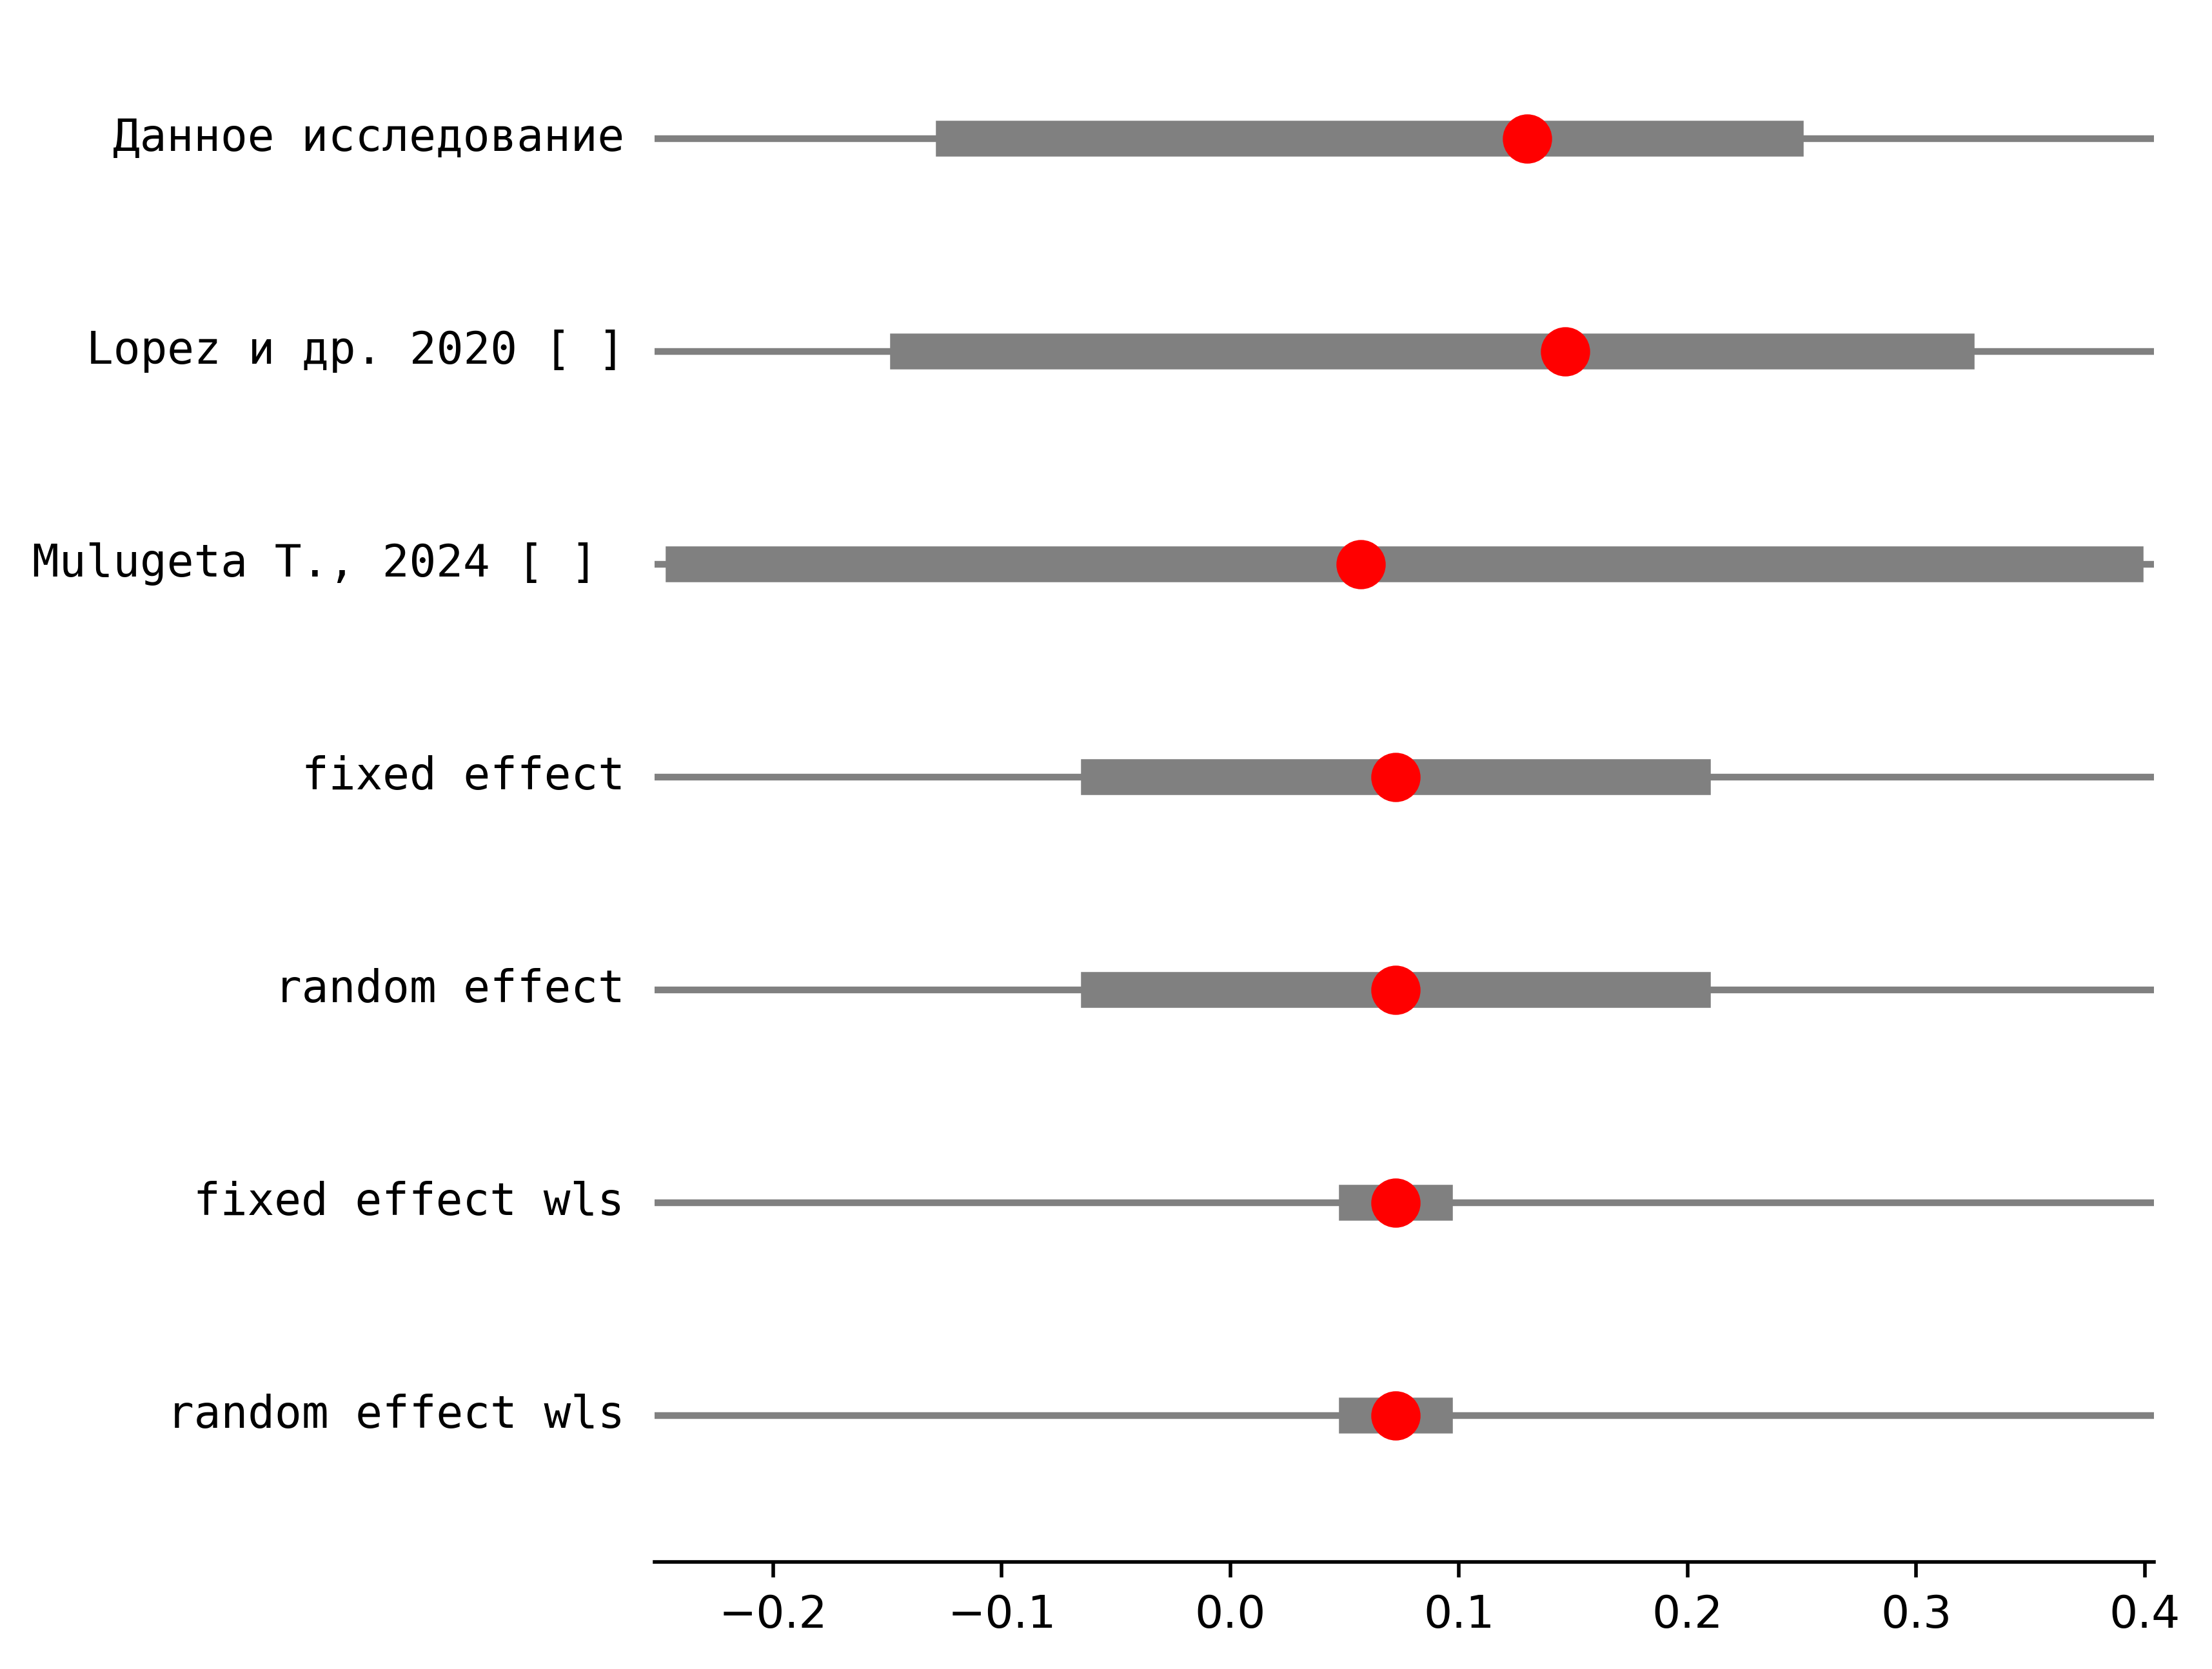 Данное исследование
Lopez и др. 2020 [ ]
Mulugeta T., 2024 [ ]
fixed effect
random effect
fixed effect wls
random effect wls
−0.2 −0.1 0.0 0.1 0.2 0.3 0.4